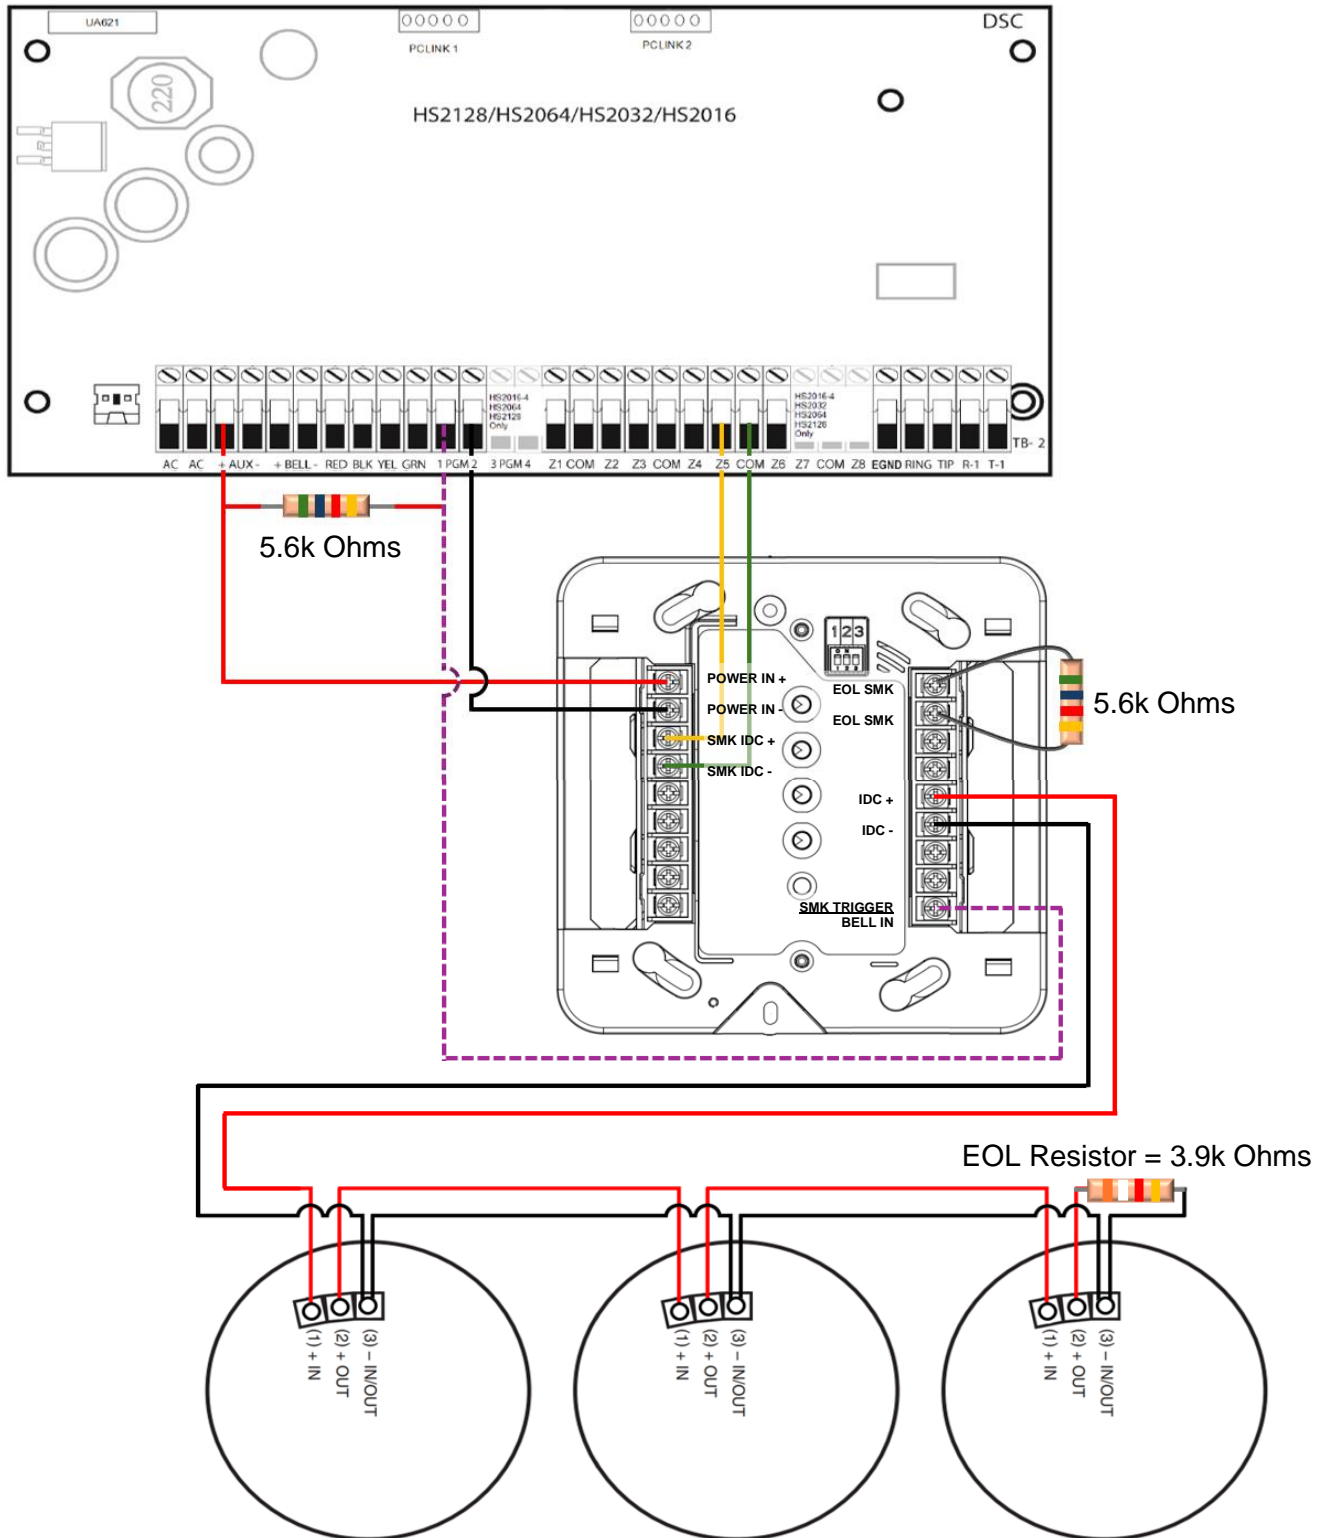 UA621
PCLINK 1
PCLINK 2
DSC
220
HS2128/HS2064/HS2032/HS2016
HS2016-4
HS2064
HS2128
Only
HS2016-4
HS2032
HS2064
HS2128
Only
TB- 2
AC AC + AUX - + BELL - RED BLK YEL GRN 1 PGM 2 3 PGM 4 Z1 COM Z2 Z3 COM Z4 Z5 COM Z6 Z7 COM Z8 EGND RING TIP R-1 T-1
5.6k Ohms
1 2 3
O N
1 2 3
POWER IN +
POWER IN -
SMK IDC +
SMK IDC -
EOL SMK
EOL SMK
5.6k Ohms
IDC +
IDC -
SMK TRIGGER
BELL IN
EOL Resistor = 3.9k Ohms
(1) + IN
(2) + OUT
(3) – IN/OUT
(1) + IN
(2) + OUT
(3) – IN/OUT
(1) + IN
(2) + OUT
(3) – IN/OUT